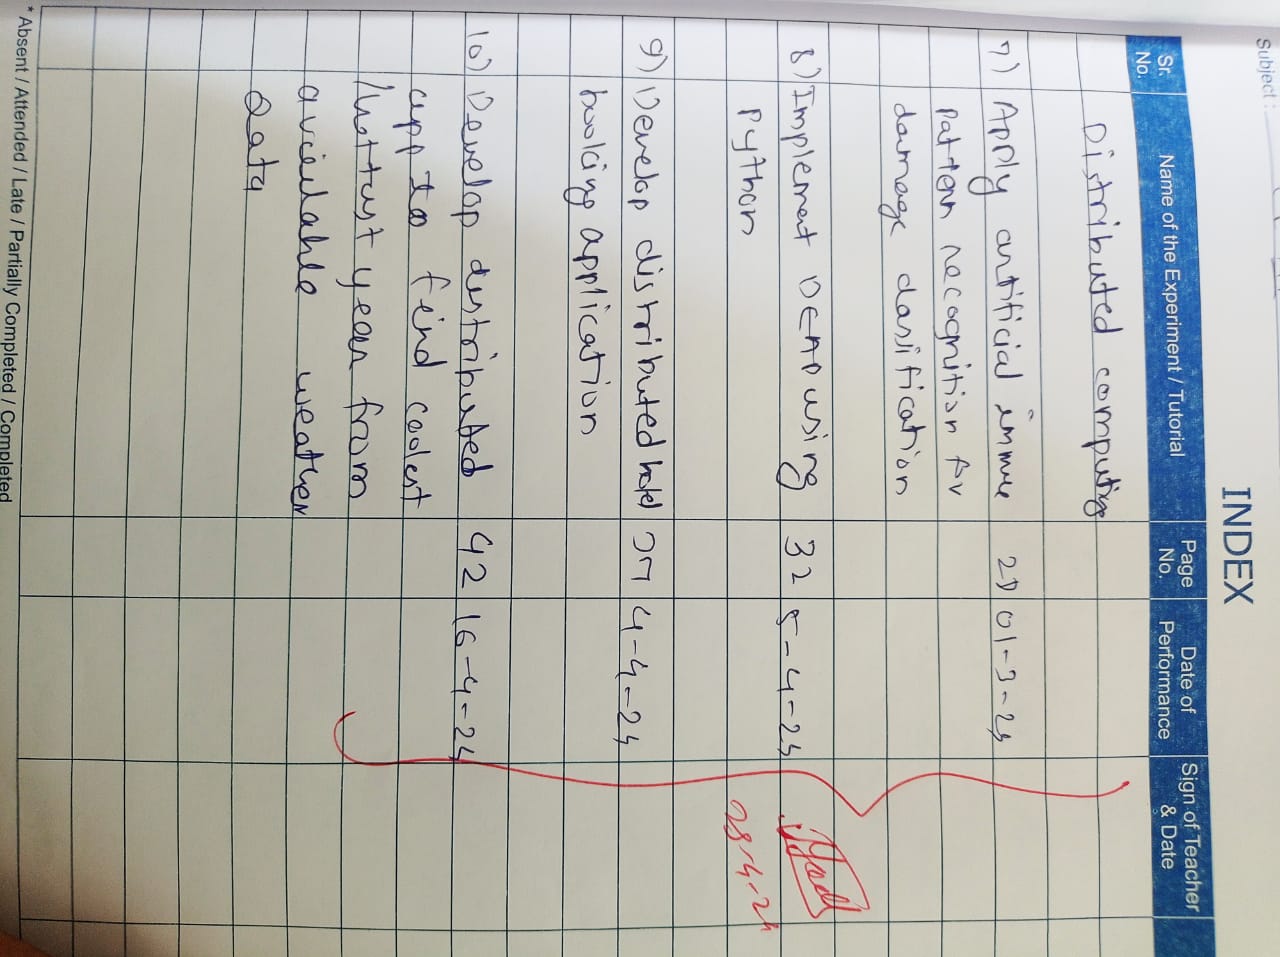 Subject :
INDEX
Sr. No.
Name of the Experiment / Tutorial
Page No.
Date of Performance
Sign of Teacher & Date
Distributed computing
7) Apply artificial immue 01-3-24
pattern recognition for
damage classification
8) Implement DEAP using 32 5-4-24
Python
28-4-24
9) Develop distributed hotel 37 4-4-24
booking application
10) Develop distributed 42 16-4-24
app to find coolest
/hottest year from
available weather
Data
* Absent / Attended / Late / Partially Completed / Completed